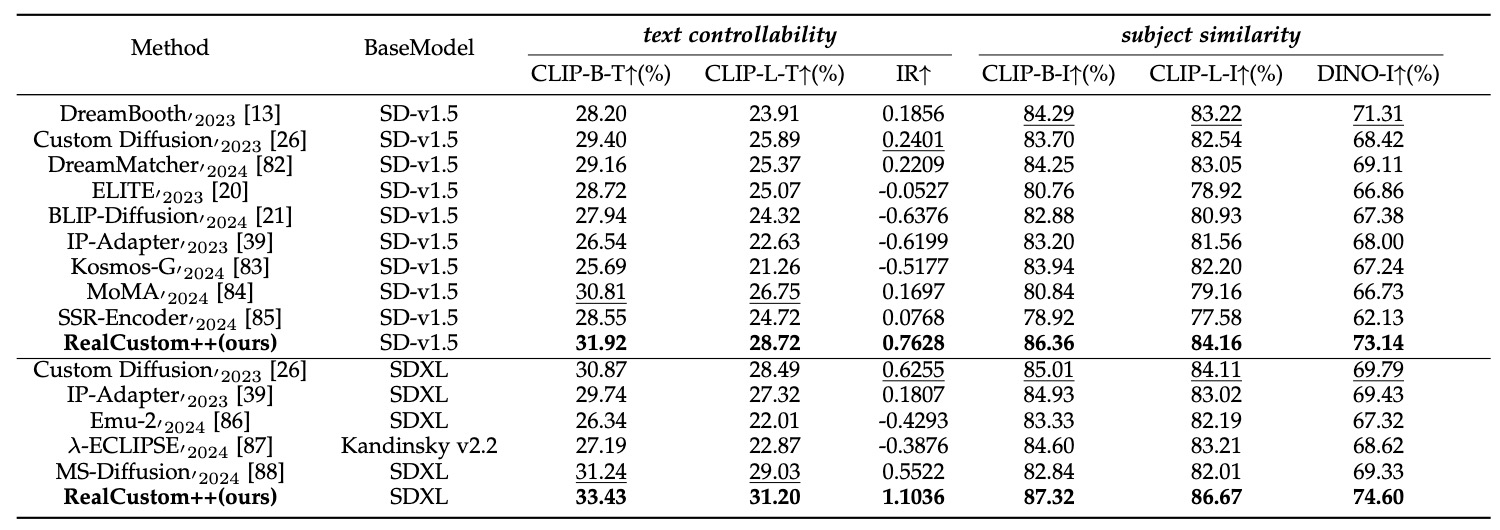 Method BaseModel text controllability subject similarity
CLIP-B-T↑(%) CLIP-L-T↑(%) IR↑ CLIP-B-I↑(%) CLIP-L-I↑(%) DINO-I↑(%)
DreamBooth′2023 [13] SD-v1.5 28.20 23.91 0.1856 84.29 83.22 71.31
Custom Diffusion′2023 [26] SD-v1.5 29.40 25.89 0.2401 83.70 82.54 68.42
DreamMatcher′2024 [82] SD-v1.5 29.16 25.37 0.2209 84.25 83.05 69.11
ELITE′2023 [20] SD-v1.5 28.72 25.07 -0.0527 80.76 78.92 66.86
BLIP-Diffusion′2024 [21] SD-v1.5 27.94 24.32 -0.6376 82.88 80.93 67.38
IP-Adapter′2023 [39] SD-v1.5 26.54 22.63 -0.6199 83.20 81.56 68.00
Kosmos-G′2024 [83] SD-v1.5 25.69 21.26 -0.5177 83.94 82.20 67.24
MoMA′2024 [84] SD-v1.5 30.81 26.75 0.1697 80.84 79.16 66.73
SSR-Encoder′2024 [85] SD-v1.5 28.55 24.72 0.0768 78.92 77.58 62.13
RealCustom++(ours) SD-v1.5 31.92 28.72 0.7628 86.36 84.16 73.14
Custom Diffusion′2023 [26] SDXL 30.87 28.49 0.6255 85.01 84.11 69.79
IP-Adapter′2023 [39] SDXL 29.74 27.32 0.1807 84.93 83.02 69.43
Emu-2′2024 [86] SDXL 26.34 22.01 -0.4293 83.33 82.19 67.32
λ-ECLIPSE′2024 [87] Kandinsky v2.2 27.19 22.87 -0.3876 84.60 83.21 68.62
MS-Diffusion′2024 [88] SDXL 31.24 29.03 0.5522 82.84 82.01 69.33
RealCustom++(ours) SDXL 33.43 31.20 1.1036 87.32 86.67 74.60